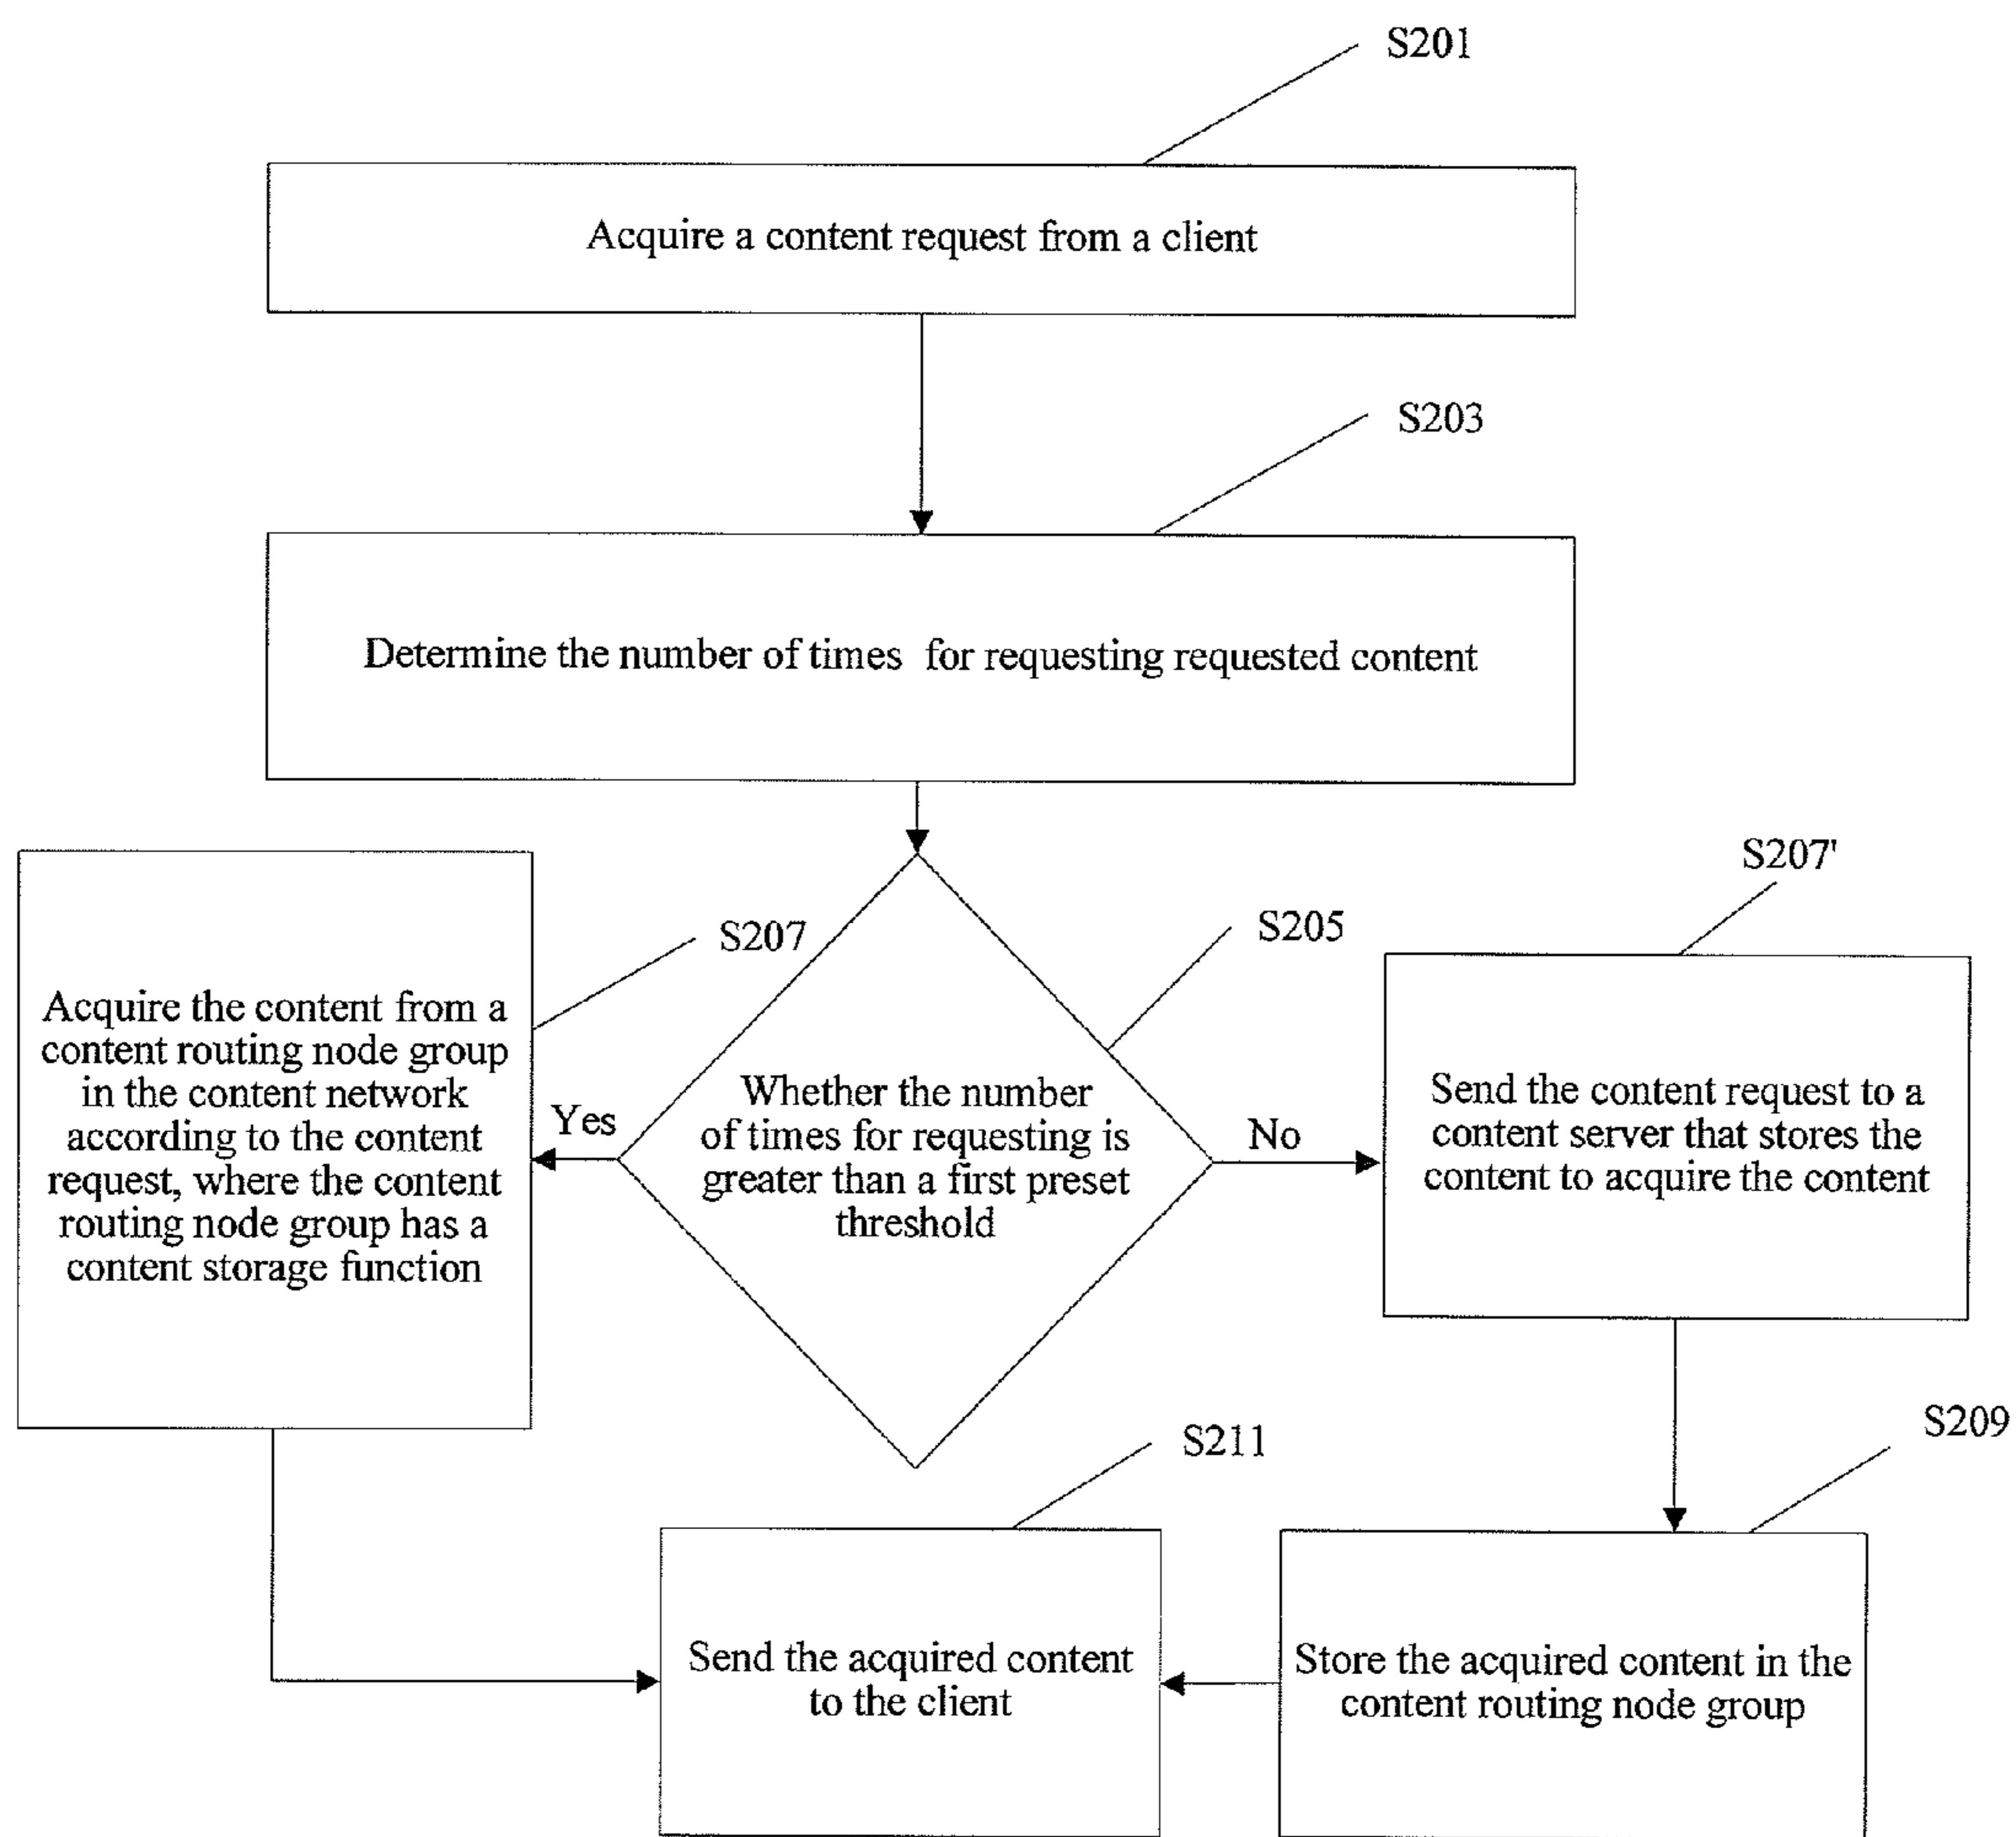 S201
Acquire a content request from a client
S203
Determine the number of times for requesting requested content
S207'
S205
S207
Acquire the content from a
content routing node group
in the content network
according to the content
request, where the content
routing node group has a
content storage function
Yes
Whether the number
of times for requesting is
greater than a first preset
threshold
No
Send the content request to a
content server that stores the
content to acquire the content
S209
S211
Send the acquired content
to the client
Store the acquired content in the
content routing node group